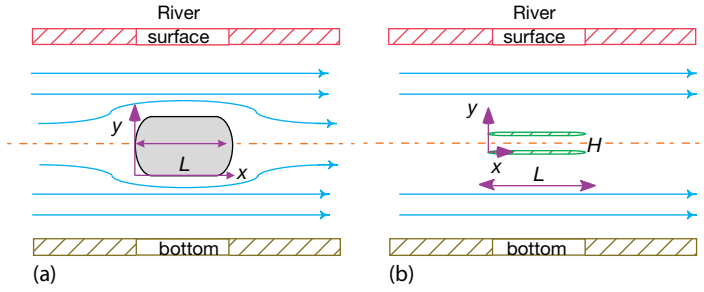 River
surface
y
L
x
bottom
(a)
River
surface
y
H
x
L
bottom
(b)